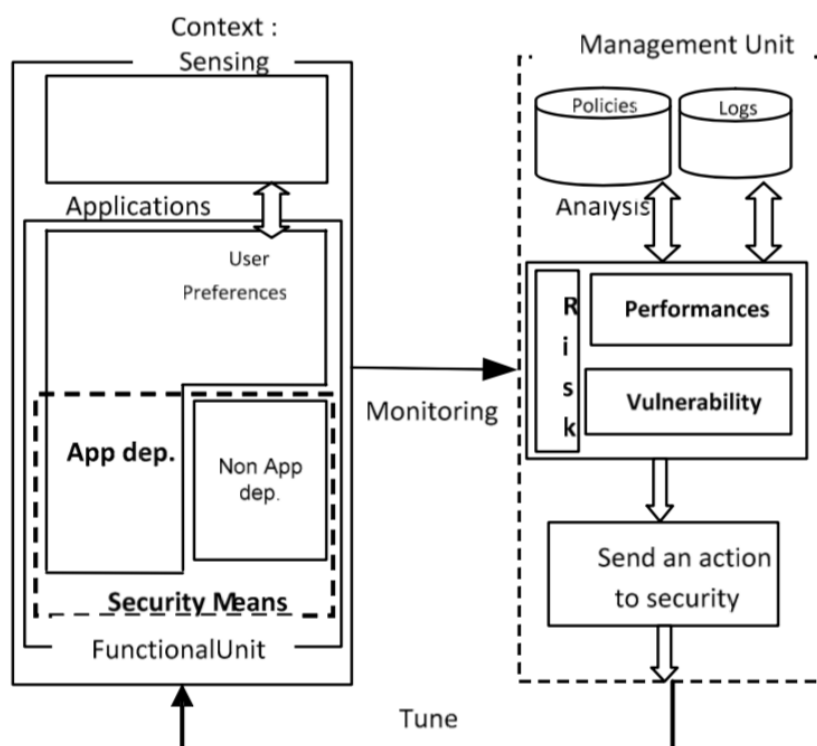 Context :
Sensing
Applications
User
Preferences
App dep.
Non App
dep.
Security Means
FunctionalUnit
Monitoring
Management Unit
Policies
Logs
Analysis
Risk
Performances
Vulnerability
Send an action
to security
Tune